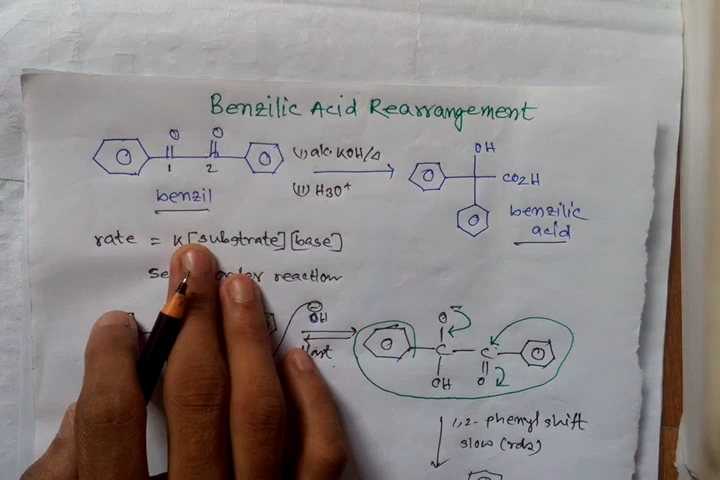 Benzilic Acid Rearrangement
O O
1 2
benzil
(i) alc. KOH/Δ
(ii) H3O+
OH
CO2H
benzilic
acid
rate = K[substrate][base]
reaction
OH
fast
O
C C
OH O
1,2- phenyl shift
slow (rds)